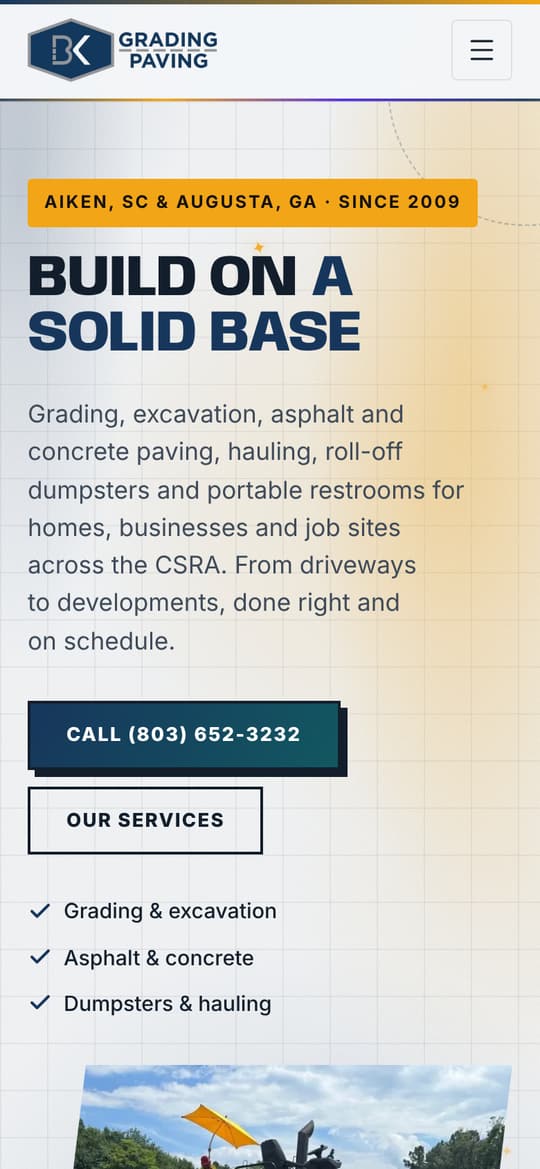 BK GRADING
PAVING
AIKEN, SC & AUGUSTA, GA · SINCE 2009
BUILD ON A
SOLID BASE
Grading, excavation, asphalt and
concrete paving, hauling, roll-off
dumpsters and portable restrooms for
homes, businesses and job sites
across the CSRA. From driveways
to developments, done right and
on schedule.
CALL (803) 652-3232
OUR SERVICES
Grading & excavation
Asphalt & concrete
Dumpsters & hauling